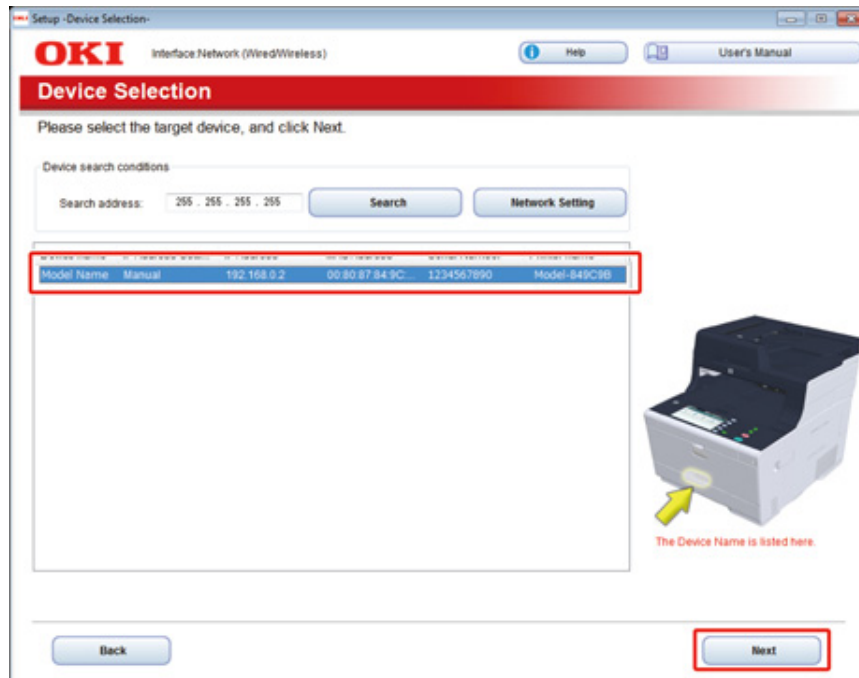 Setup -Device Selection-
OKI Interface:Network (Wired/Wireless) Help User's Manual
Device Selection
Please select the target device, and click Next.
Device search conditions
Search address: 255 . 255 . 255 . 255 Search Network Setting
Model Name Manual 192.168.0.2 00:80:87:84:9C:... 1234567890 Model-849C9B
The Device Name is listed here.
Back Next